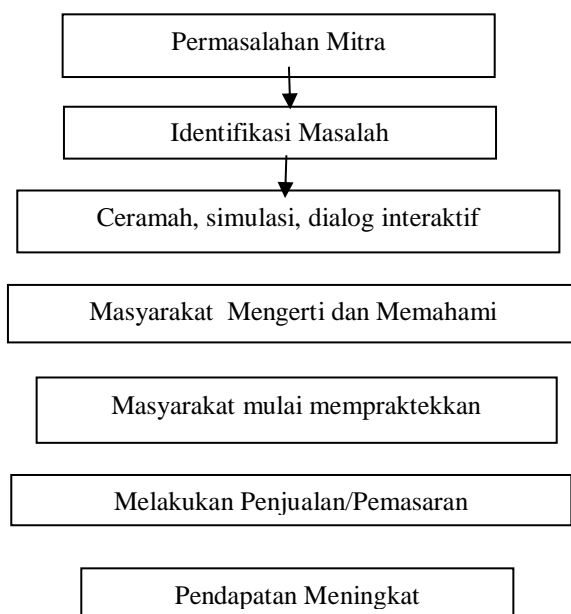 Permasalahan Mitra
Identifikasi Masalah
Ceramah, simulasi, dialog interaktif
Masyarakat  Mengerti dan Memahami
Masyarakat mulai mempraktekkan
Melakukan Penjualan/Pemasaran
Pendapatan Meningkat